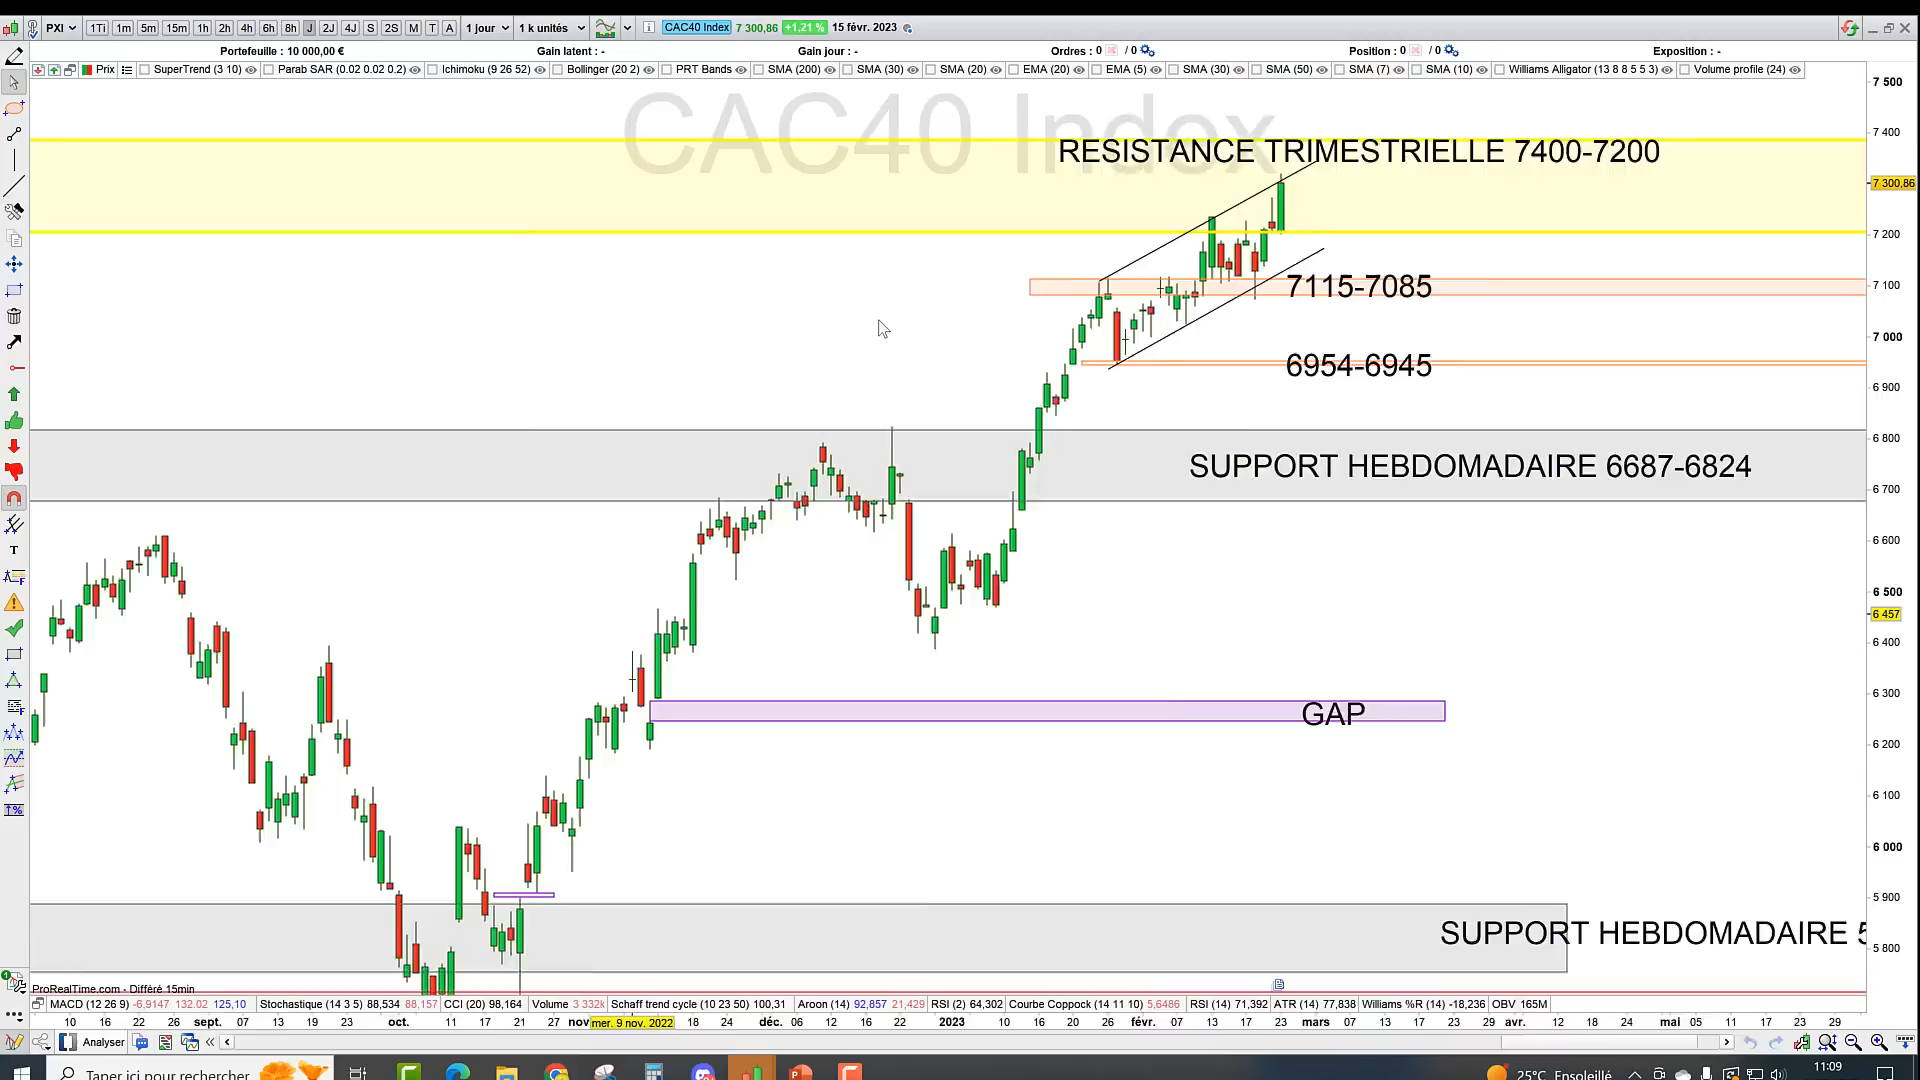 PXI 1Ti 1m 5m 15m 1h 2h 4h 6h 8h J 2J 4J S 2S M T A 1 jour 1 k unités CAC40 Index 7 300,86 +1,21 % 15 févr. 2023
Portefeuille : 10 000,00 € Gain latent : - Gain jour : - Ordres : 0 / 0 Position : 0 / 0 Exposition : -
Prix SuperTrend (3 10) Parab SAR (0.02 0.02 0.2) Ichimoku (9 26 52) Bollinger (20 2) PRT Bands SMA (200) SMA (30) SMA (20) EMA (20) EMA (5) SMA (30) SMA (50) SMA (7) SMA (10) Williams Alligator (13 8 8 5 5 3) Volume profile (24)
CAC40 Index
7 500
7 400
RESISTANCE TRIMESTRIELLE 7400-7200
7 300,86
7 200
7115-7085
7 100
7 000
6954-6945
6 900
6 800
SUPPORT HEBDOMADAIRE 6687-6824
6 700
6 600
6 500
6 457
6 400
6 300
GAP
6 200
6 100
6 000
5 900
SUPPORT HEBDOMADAIRE 5
5 800
ProRealTime.com - Différé 15min
MACD (12 26 9) -6,9147 132,02 125,10 Stochastique (14 3 5) 88,534 88,157 CCI (20) 98,164 Volume 3 332k Schaff trend cycle (10 23 50) 100,31 Aroon (14) 92,857 21,429 RSI (2) 64,302 Courbe Coppock (14 11 10) 5,6486 RSI (14) 71,392 ATR (14) 77,838 Williams %R (14) -18,236 OBV 165M
10 16 22 26 sept. 07 13 19 23 oct. 11 17 21 27 nov mer. 9 nov. 2022 18 24 déc. 06 12 16 22 2023 10 16 20 26 févr. 07 13 17 23 mars 07 13 17 23 29 avr. 12 18 24 mai 05 11 17 23 29
Analyser
Taper ici pour rechercher 25°C Ensoleillé 11:09